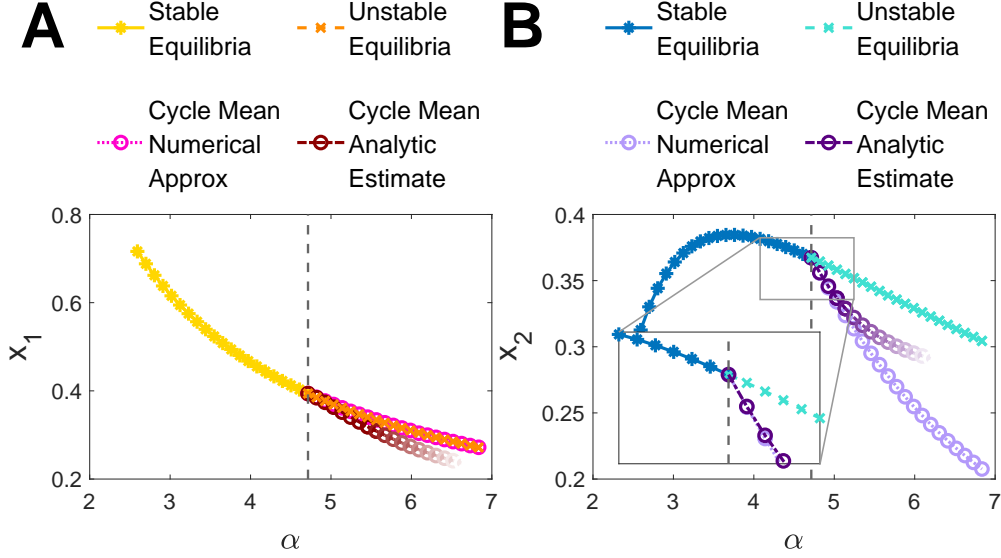 A
Stable
Equilibria
Unstable
Equilibria
Cycle Mean
Numerical
Approx
Cycle Mean
Analytic
Estimate
0.8
0.6
0.4
0.2
x1
2
3
4
5
6
7
α
B
Stable
Equilibria
Unstable
Equilibria
Cycle Mean
Numerical
Approx
Cycle Mean
Analytic
Estimate
0.4
0.35
0.3
0.25
0.2
x2
2
3
4
5
6
7
α